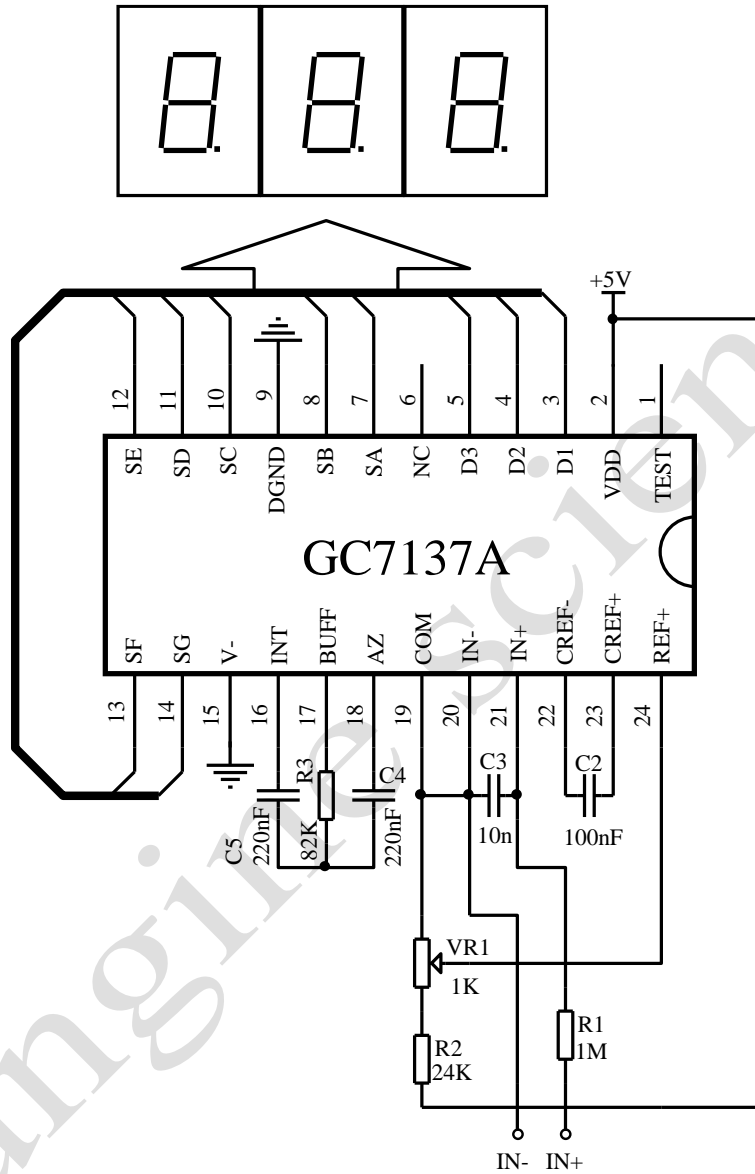 +5V
12
11
10
9
8
7
6
5
4
3
2
1
SE
SD
SC
DGND
SB
SA
NC
D3
D2
D1
VDD
TEST
GC7137A
SF
SG
V-
INT
BUFF
AZ
COM
IN-
IN+
CREF-
CREF+
REF+
13
14
15
16
17
18
19
20
21
22
23
24
C5
220nF
R3
82K
C4
220nF
C3
10n
C2
100nF
VR1
1K
R2
24K
R1
1M
IN-
IN+
angine scien